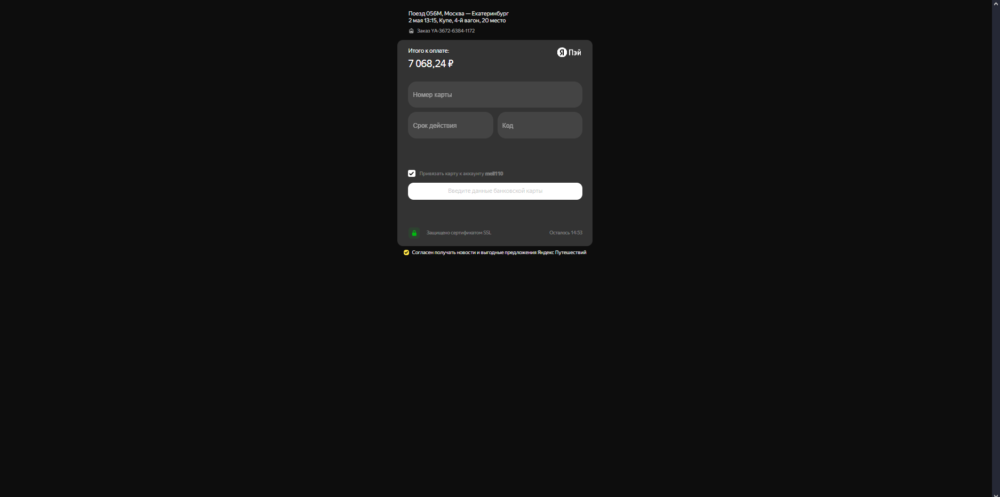 Поезд 056М, Москва — Екатеринбург
2 мая 13:15, Купе, 4-й вагон, 20 место
Заказ YA-3672-6384-1172
Итого к оплате:
Я Пэй
7 068,24 ₽
Номер карты
Срок действия
Код
Привязать карту к аккаунту meil110
Введите данные банковской карты
Защищено сертификатом SSL
Осталось 14:53
Согласен получать новости и выгодные предложения Яндекс Путешествий